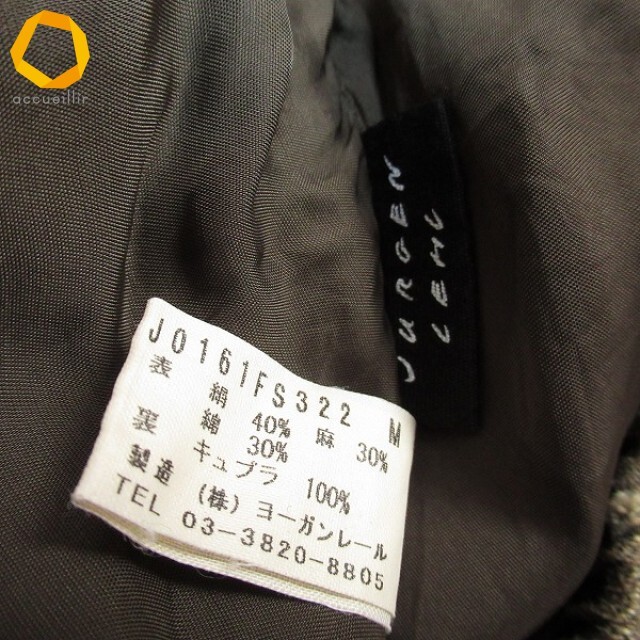 accueillir
JURGEN
LEHL
J0161FS322 M
表 絹 40% 麻 30%
綿 30%
裏 キュプラ 100%
製造 (株) ヨーガンレール
TEL 03-3820-8805